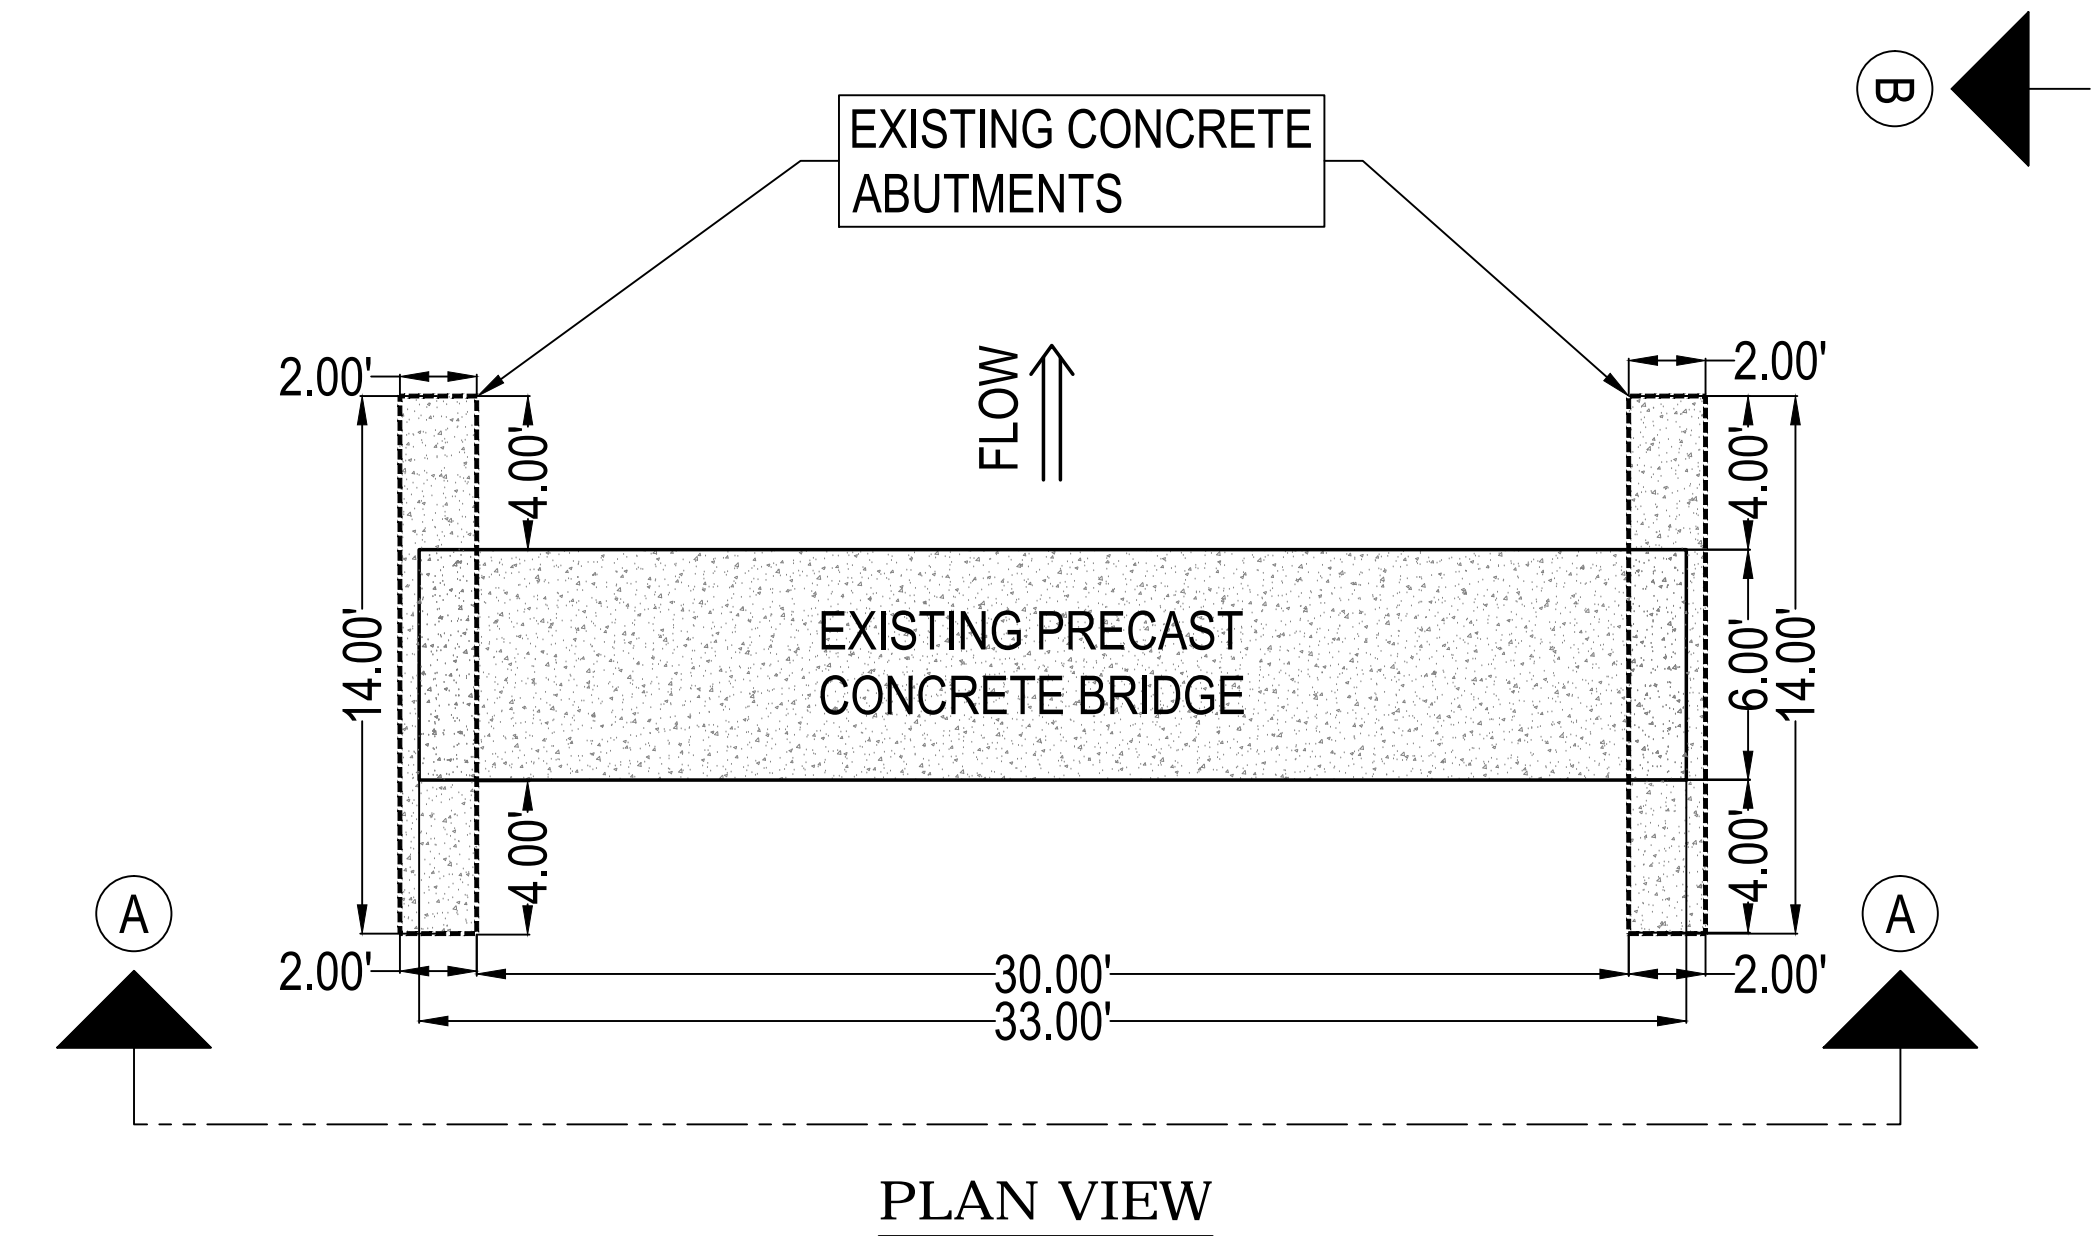 B
EXISTING CONCRETE
ABUTMENTS
2.00'
2.00'
FLOW
4.00'
4.00'
14.00'
EXISTING PRECAST
CONCRETE BRIDGE
6.00'
14.00'
4.00'
4.00'
A
A
2.00'
30.00'
2.00'
33.00'
PLAN VIEW